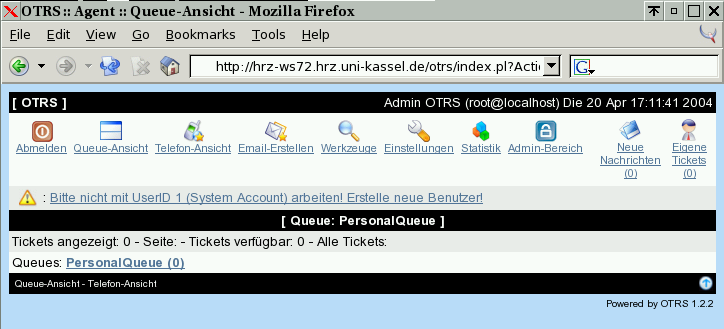 OTRS :: Agent :: Queue-Ansicht - Mozilla Firefox
File Edit View Go Bookmarks Tools Help
http://hrz-ws72.hrz.uni-kassel.de/otrs/index.pl?Actio G
[ OTRS ] Admin OTRS (root@localhost) Die 20 Apr 17:11:41 2004
Abmelden Queue-Ansicht Telefon-Ansicht Email-Erstellen Werkzeuge Einstellungen Statistik Admin-Bereich Neue Nachrichten (0) Eigene Tickets (0)
: Bitte nicht mit UserID 1 (System Account) arbeiten! Erstelle neue Benutzer!
[ Queue: PersonalQueue ]
Tickets angezeigt: 0 - Seite: - Tickets verfügbar: 0 - Alle Tickets:
Queues: PersonalQueue (0)
Queue-Ansicht - Telefon-Ansicht
Powered by OTRS 1.2.2